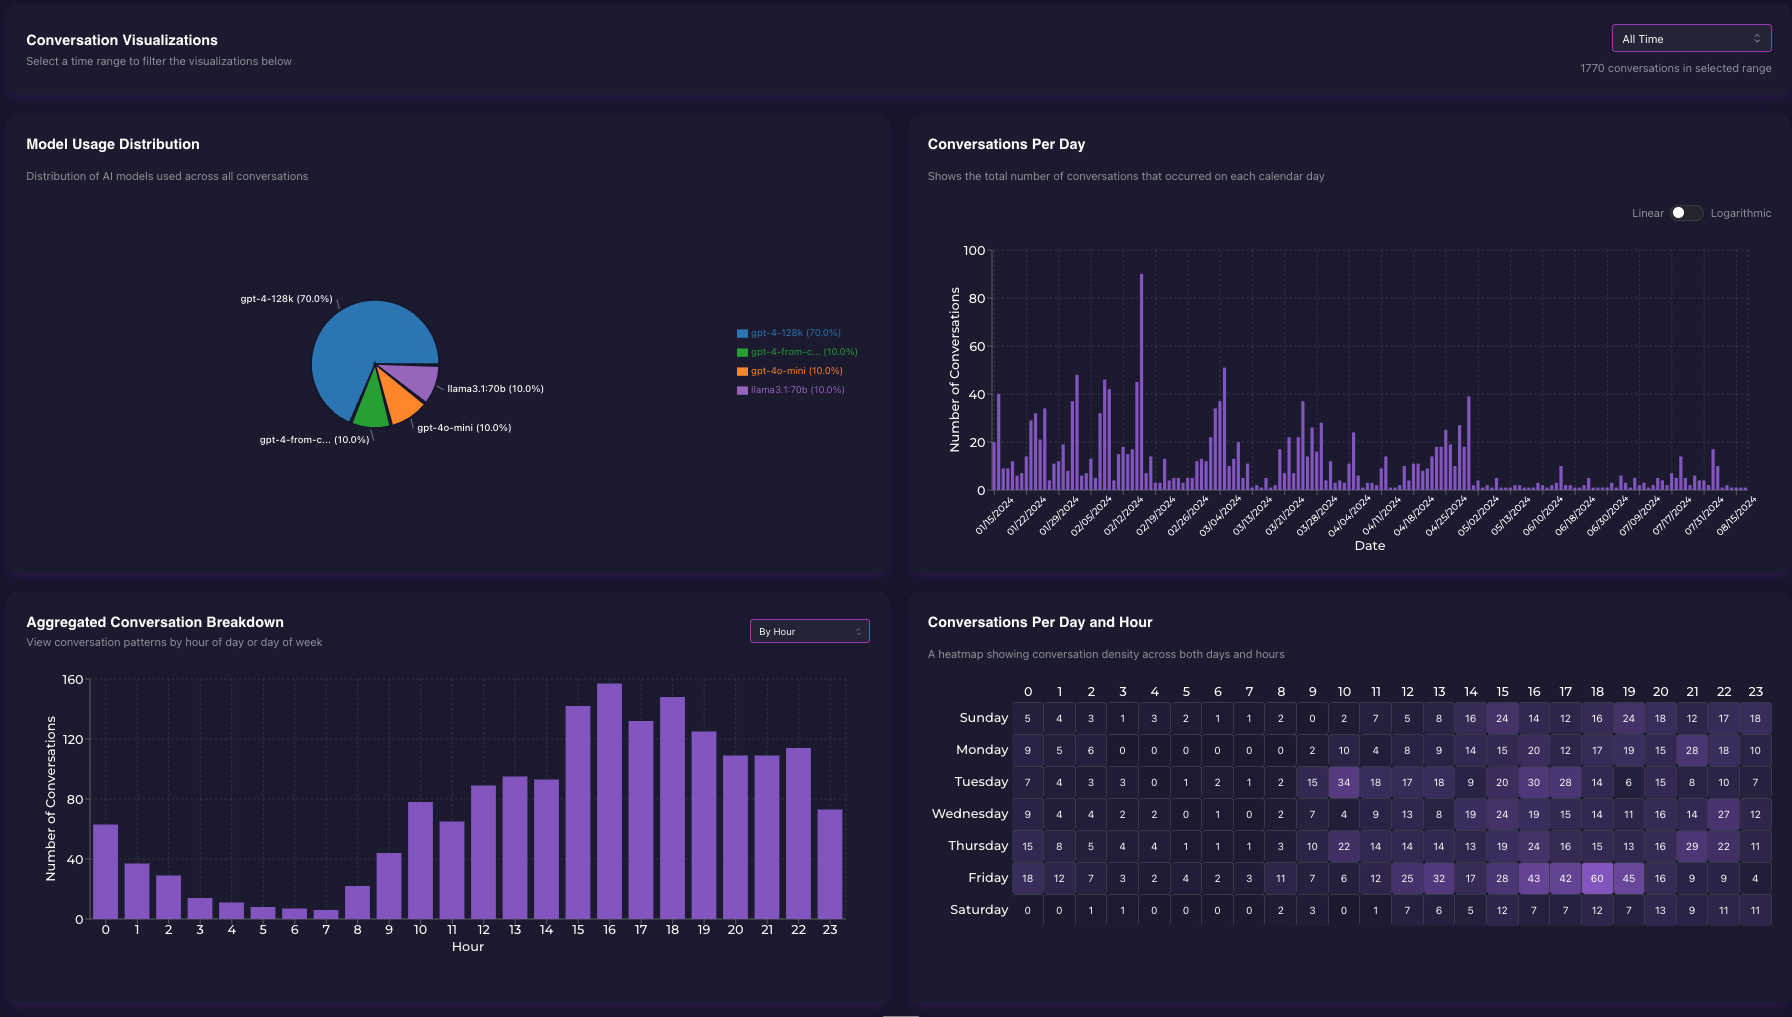 Conversation Visualizations
Select a time range to filter the visualizations below
All Time
1770 conversations in selected range
Model Usage Distribution
Distribution of AI models used across all conversations
gpt-4-128k (70.0%)
llama3.1:70b (10.0%)
gpt-4o-mini (10.0%)
gpt-4-from-c... (10.0%)
gpt-4-128k (70.0%)
gpt-4-from-c... (10.0%)
gpt-4o-mini (10.0%)
llama3.1:70b (10.0%)
Conversations Per Day
Shows the total number of conversations that occurred on each calendar day
Linear Logarithmic
Number of Conversations
100
80
60
40
20
0
01/15/2024 01/22/2024 01/29/2024 02/05/2024 02/12/2024 02/19/2024 02/26/2024 03/04/2024 03/13/2024 03/21/2024 03/28/2024 04/04/2024 04/11/2024 04/18/2024 04/25/2024 05/02/2024 05/13/2024 06/10/2024 06/18/2024 06/30/2024 07/09/2024 07/17/2024 07/31/2024 08/15/2024
Date
Aggregated Conversation Breakdown
View conversation patterns by hour of day or day of week
By Hour
Number of Conversations
160
120
80
40
0
0 1 2 3 4 5 6 7 8 9 10 11 12 13 14 15 16 17 18 19 20 21 22 23
Hour
Conversations Per Day and Hour
A heatmap showing conversation density across both days and hours
0 1 2 3 4 5 6 7 8 9 10 11 12 13 14 15 16 17 18 19 20 21 22 23
Sunday 5 4 3 1 3 2 1 1 2 0 2 7 5 8 16 24 14 12 16 24 18 12 17 18
Monday 9 5 6 0 0 0 0 0 0 2 10 4 8 9 14 15 20 12 17 19 15 28 18 10
Tuesday 7 4 3 3 0 1 2 1 2 15 34 18 17 18 9 20 30 28 14 6 15 8 10 7
Wednesday 9 4 4 2 2 0 1 0 2 7 4 9 13 8 19 24 19 15 14 11 16 14 27 12
Thursday 15 8 5 4 4 1 1 1 3 10 22 14 14 14 13 19 24 16 15 13 16 29 22 11
Friday 18 12 7 3 2 4 2 3 11 7 6 12 25 32 17 28 43 42 60 45 16 9 9 4
Saturday 0 0 1 1 0 0 0 0 2 3 0 1 7 6 5 12 7 7 12 7 13 9 11 11